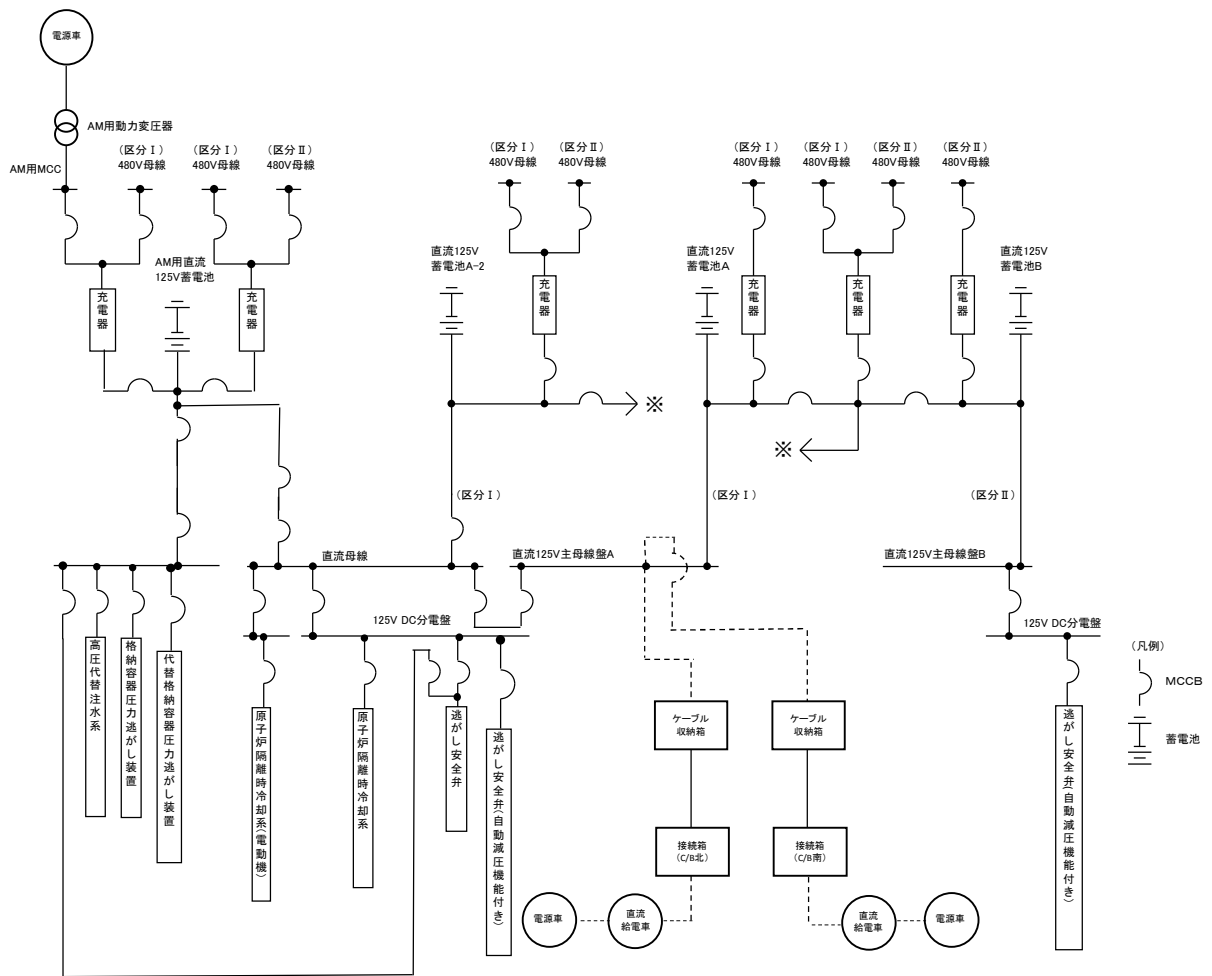 電源車
AM用動力変圧器
AM用MCC
(区分Ⅰ)
480V母線
(区分Ⅰ)
480V母線
(区分Ⅱ)
480V母線
(区分Ⅰ)
480V母線
(区分Ⅱ)
480V母線
(区分Ⅰ)
480V母線
(区分Ⅰ)
480V母線
(区分Ⅱ)
480V母線
(区分Ⅱ)
480V母線
AM用直流
125V蓄電池
直流125V
蓄電池A-2
直流125V
蓄電池A
直流125V
蓄電池B
充電器
充電器
充電器
充電器
充電器
充電器
※
※
(区分Ⅰ)
(区分Ⅰ)
(区分Ⅱ)
直流母線
直流125V主母線盤A
直流125V主母線盤B
125V DC分電盤
125V DC分電盤
高圧代替注水系
格納容器圧力逃がし装置
代替格納容器圧力逃がし装置
原子炉隔離時冷却系(電動機)
原子炉隔離時冷却系
逃がし安全弁
逃がし安全弁(自動減圧機能付き)
ケーブル
収納箱
ケーブル
収納箱
接続箱
(C/B北)
接続箱
(C/B南)
電源車
直流
給電車
直流
給電車
電源車
逃がし安全弁(自動減圧機能付き)
(凡例)
MCCB
蓄電池